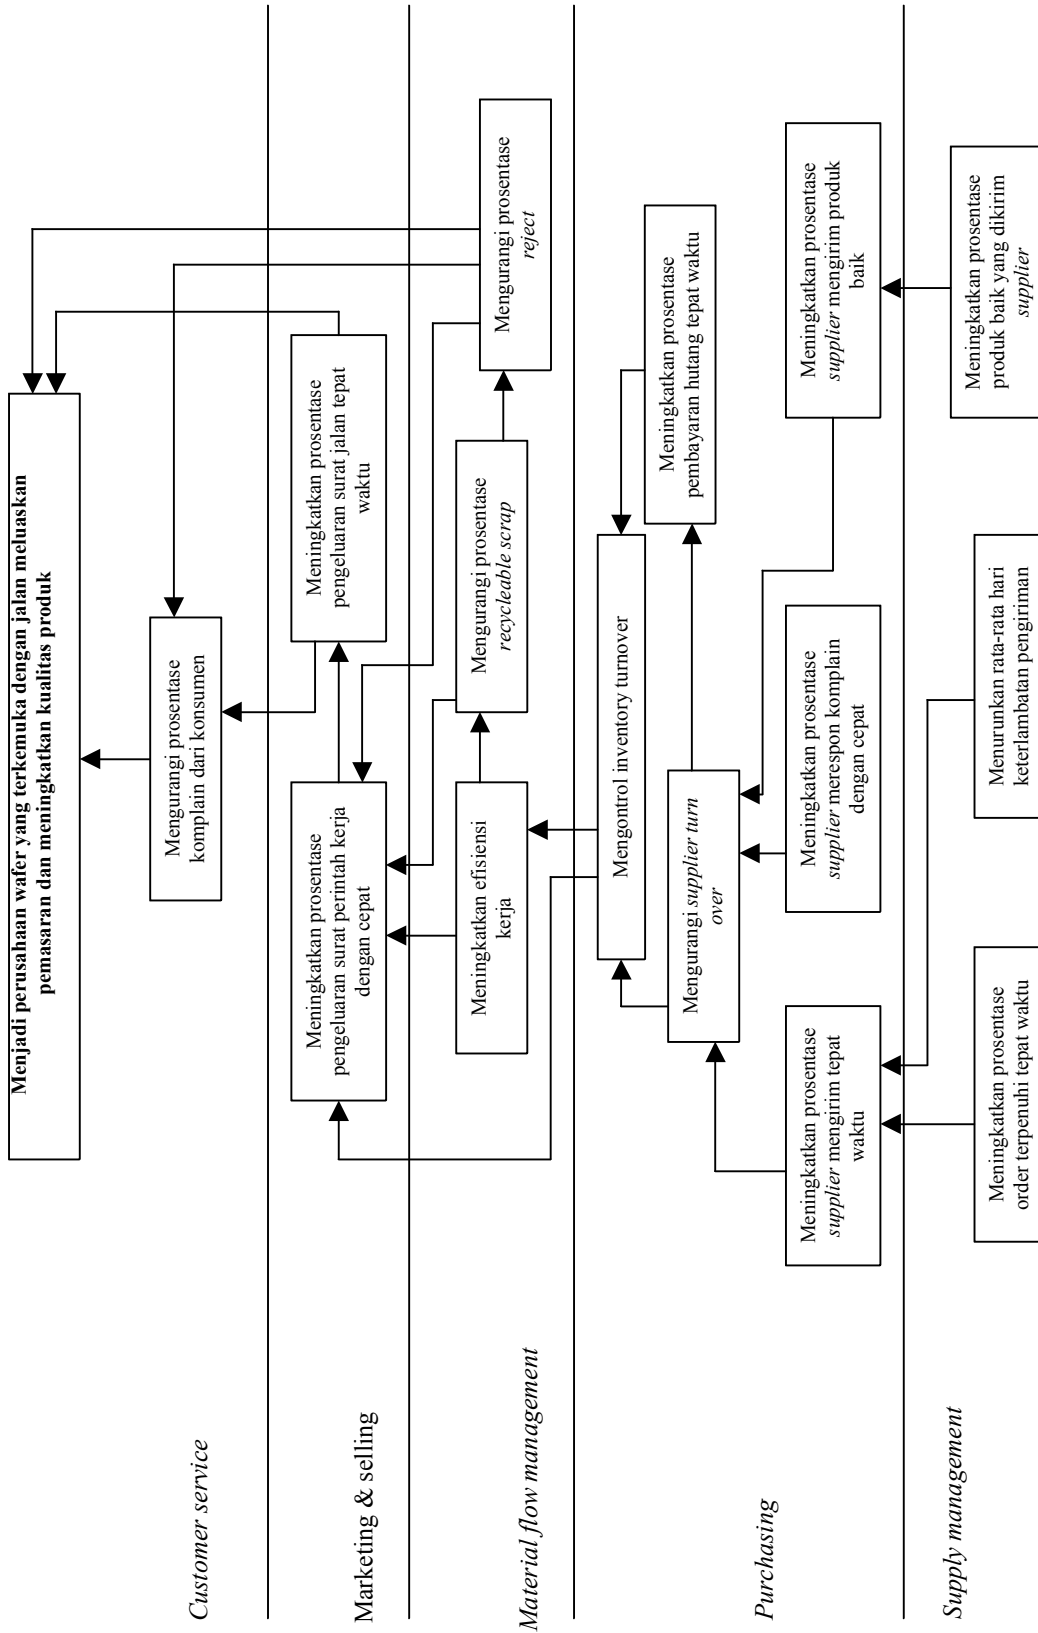 Menjadi perusahaan wafer yang terkemuka dengan jalan meluaskan
pemasaran dan meningkatkan kualitas produk
Customer service
Mengurangi prosentase
komplain dari konsumen
Marketing & selling
Meningkatkan prosentase
pengeluaran surat perintah kerja
dengan cepat
Meningkatkan prosentase
pengeluaran surat jalan tepat
waktu
Material flow management
Meningkatkan efisiensi
kerja
Mengurangi prosentase
recycleable scrap
Mengurangi prosentase
reject
Purchasing
Mengontrol inventory turnover
Mengurangi supplier turn
over
Meningkatkan prosentase
pembayaran hutang tepat waktu
Meningkatkan prosentase
supplier mengirim tepat
waktu
Meningkatkan prosentase
supplier merespon komplain
dengan cepat
Meningkatkan prosentase
supplier mengirim produk
baik
Supply management
Meningkatkan prosentase
order terpenuhi tepat waktu
Menurunkan rata-rata hari
keterlambatan pengiriman
Meningkatkan prosentase
produk baik yang dikirim
supplier